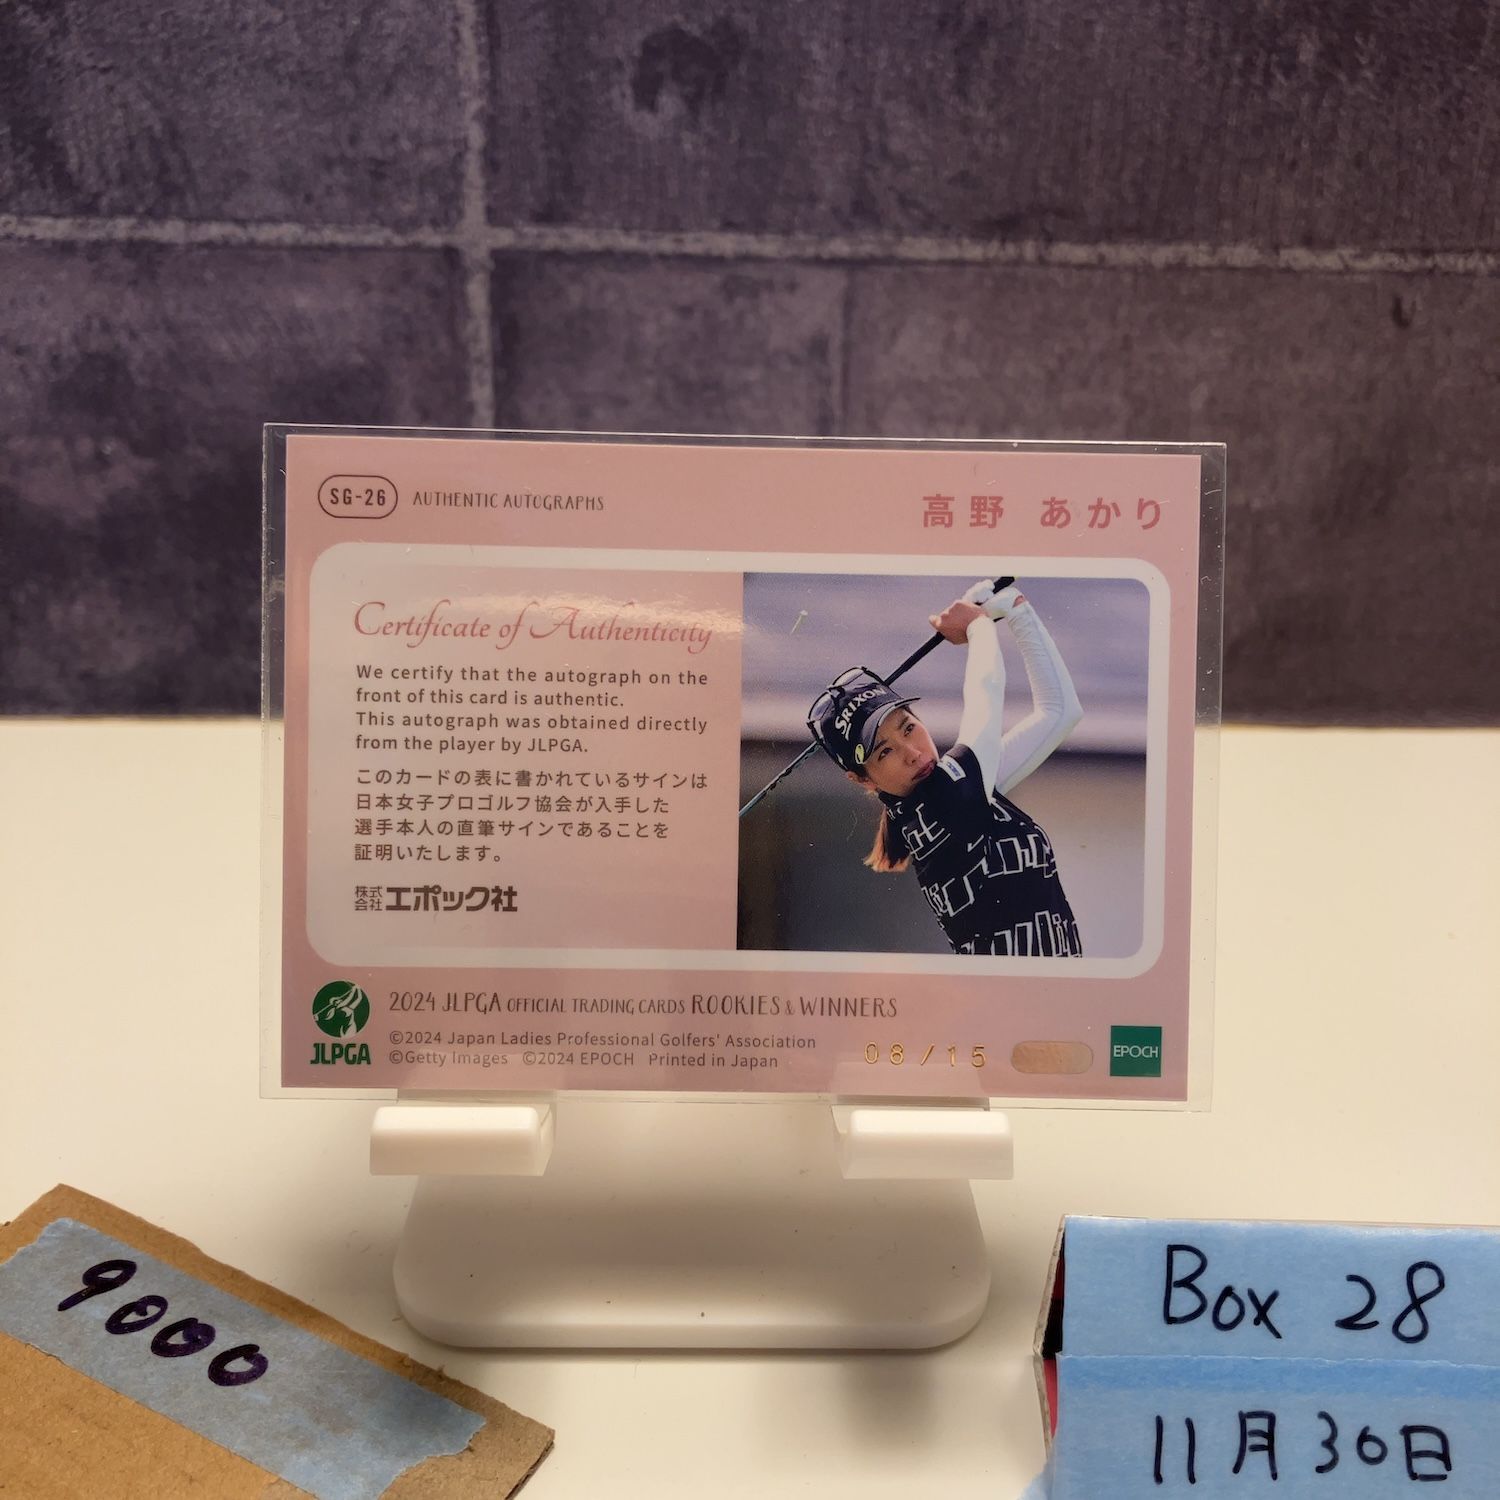 SG-26 AUTHENTIC AUTOGRAPHS
高野 あかり
Certificate of Authenticity
We certify that the autograph on the
front of this card is authentic.
This autograph was obtained directly
from the player by JLPGA.
このカードの表に書かれているサインは
日本女子プロゴルフ協会が入手した
選手本人の直筆サインであることを
証明いたします。
株式会社エポック社
SRIXON
JLPGA
2024 JLPGA OFFICIAL TRADING CARDS ROOKIES & WINNERS
©2024 Japan Ladies Professional Golfers' Association
©Getty Images ©2024 EPOCH Printed in Japan
08/15
EPOCH
9000
Box 28
11月30日